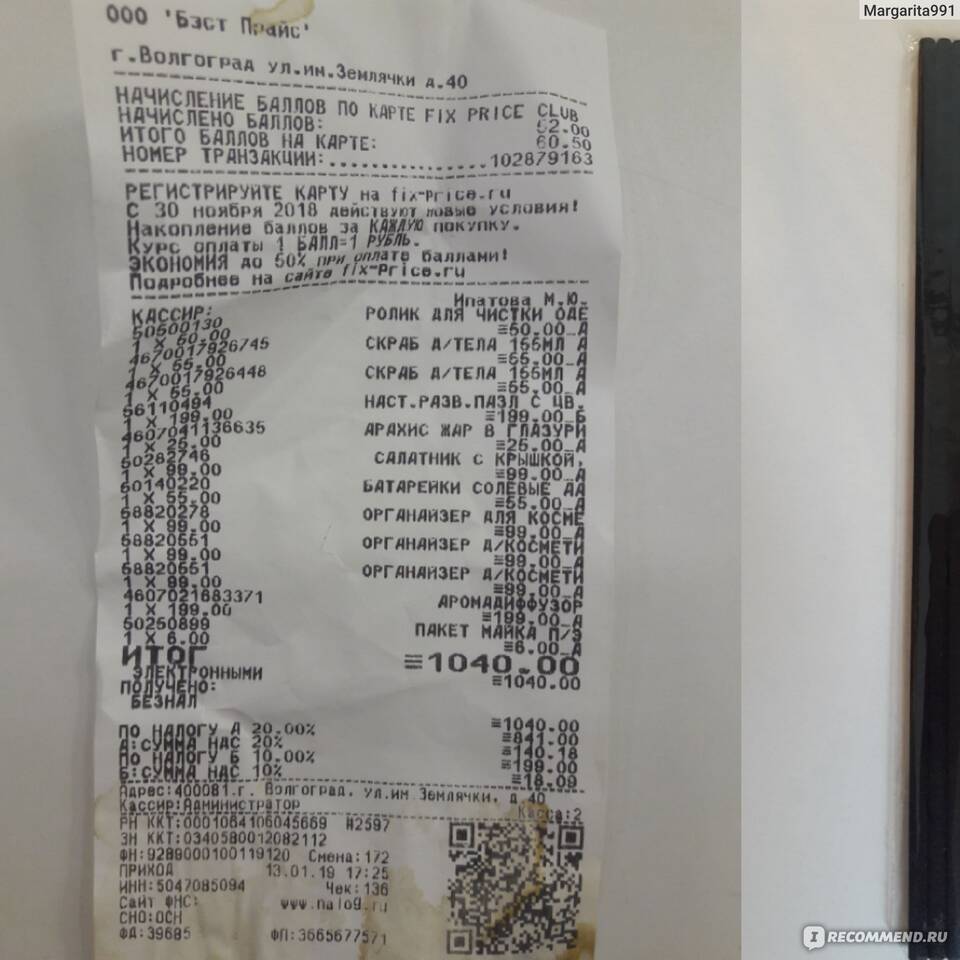 Margarita991
ООО 'Бэст Прайс'
г.Волгоград ул.им.Землячки д.40
НАЧИСЛЕНИЕ БАЛЛОВ ПО КАРТЕ FIX PRICE CLUB
НАЧИСЛЕНО БАЛЛОВ: 52.00
ИТОГО БАЛЛОВ НА КАРТЕ: 60.50
НОМЕР ТРАНЗАКЦИИ:..............102879163
РЕГИСТРИРУЙТЕ КАРТУ на fix-price.ru
С 30 ноября 2018 действуют новые условия!
Накопление баллов за КАЖДУЮ покупку.
Курс оплаты 1 БАЛЛ=1 РУБЛЬ.
ЭКОНОМИЯ до 50% при оплате баллами!
Подробнее на сайте fix-price.ru
КАССИР: Ипатова М.Ю.
50500130 РОЛИК ДЛЯ ЧИСТКИ ОДЕ
1 X 50.00 ≡50.00_А
4670017926745 СКРАБ Д/ТЕЛА 155МЛ А
1 X 55.00 ≡55.00_А
4670017926448 СКРАБ Д/ТЕЛА 155МЛ А
1 X 55.00 ≡55.00_А
56110494 НАСТ.РАЗВ.ПАЗЛ С ЦВ.
1 X 199.00 ≡199.00_Б
4607041136635 АРАХИС ЖАР В ГЛАЗУРИ
1 X 25.00 ≡25.00_А
50282746 САЛАТНИК С КРЫШКОЙ,
1 X 99.00 ≡99.00_А
50140220 БАТАРЕЙКИ СОЛЕВЫЕ АА
1 X 55.00 ≡55.00_А
58820278 ОРГАНАЙЗЕР ДЛЯ КОСМЕ
1 X 99.00 ≡99.00_А
58820551 ОРГАНАЙЗЕР Д/КОСМЕТИ
1 X 99.00 ≡99.00_А
58820551 ОРГАНАЙЗЕР Д/КОСМЕТИ
1 X 99.00 ≡99.00_А
4607021683371 АРОМАДИФФУЗОР
1 X 199.00 ≡199.00_А
50250899 ПАКЕТ МАЙКА П/Э
1 X 6.00 ≡6.00_А
ИТОГ ≡1040.00
ЭЛЕКТРОННЫМИ ≡1040.00
ПОЛУЧЕНО:
БЕЗНАЛ ≡1040.00
ПО НАЛОГУ А 20.00% ≡841.00
А:СУММА НДС 20% ≡140.18
ПО НАЛОГУ Б 10.00% ≡199.00
Б:СУММА НДС 10% ≡18.09
Адрес:400081.г. Волгоград, ул.им.Землячки, д.40
Кассир:Администратор Касса:2
РН ККТ:0001064106045669 #2597
ЗН ККТ:0340580012082112
ФН:9289000100119120 Смена:172
ПРИХОД 13.01.19 17:25
ИНН:5047085094 Чек:136
Сайт ФНС: www.nalog.ru
СНО:ОСН
ФД:39685 ФП:3665677571
IRECOMMEND.RU